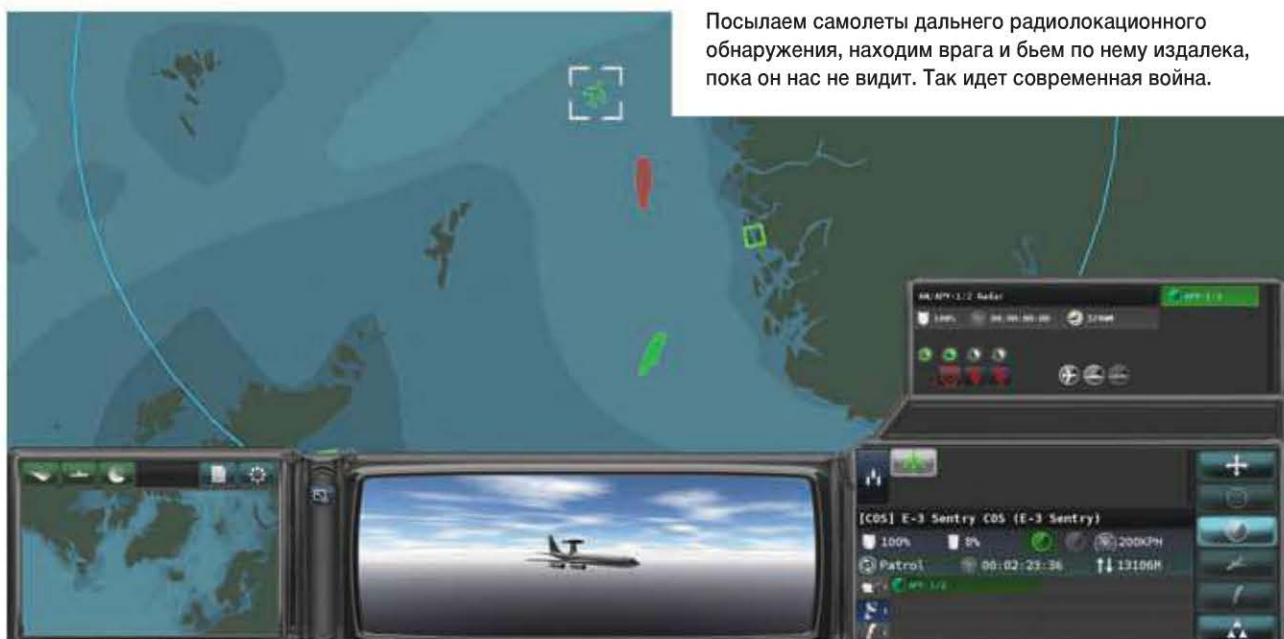 Посылаем самолеты дальнего радиолокационного
обнаружения, находим врага и бьем по нему издалека,
пока он нас не видит. Так идет современная война.
AN/APY-1/2 Radar
APY-1/2
100% 00:00:00:00
[COS] E-3 Sentry COS (E-3 Sentry)
100% 8% 200KPH
Patrol 00:02:23:36 13106M
APY-1/2